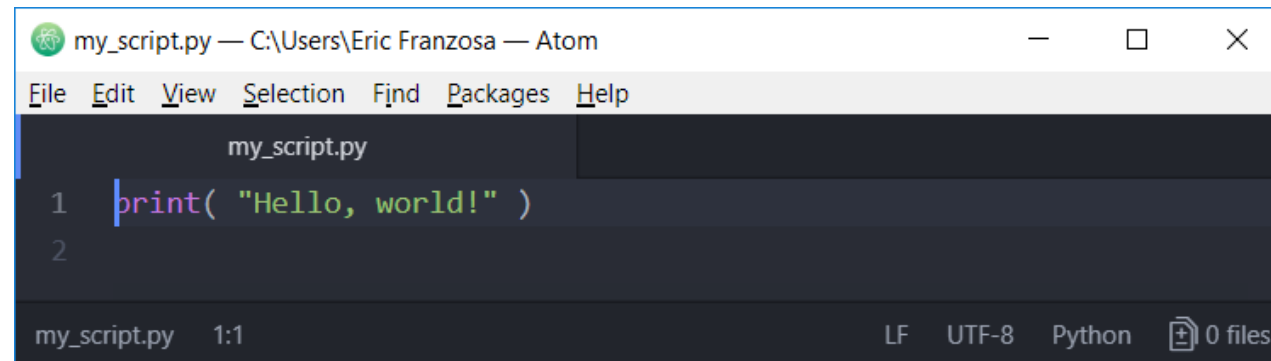 my_script.py — C:\Users\Eric Franzosa — Atom
File Edit View Selection Find Packages Help
my_script.py
1 print( "Hello, world!" )
2
my_script.py 1:1 LF UTF-8 Python 0 files